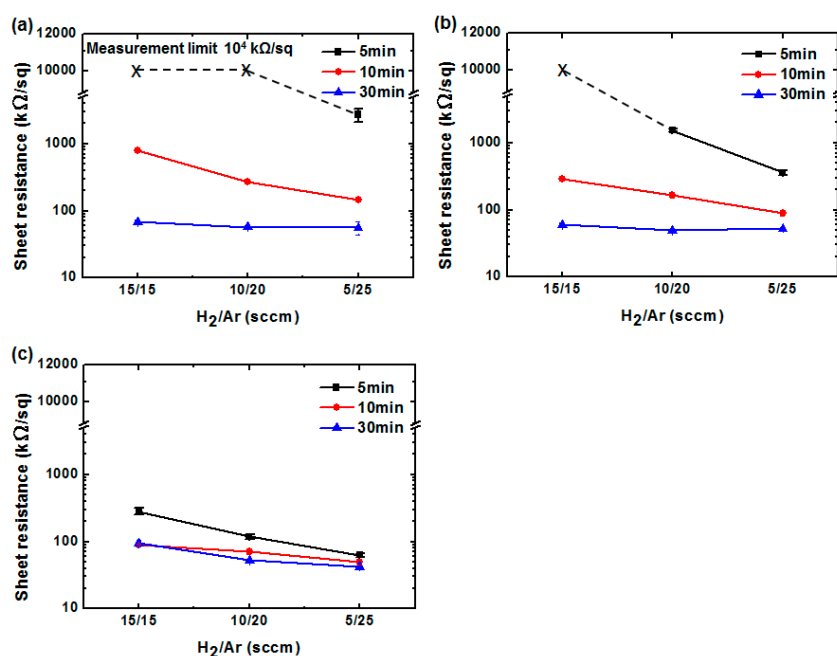 (a)
12000
10000
1000
100
10
Sheet resistance (kΩ/sq)
Measurement limit 10⁴ kΩ/sq
X
X
5min
10min
30min
15/15
10/20
5/25
H₂/Ar (sccm)
(b)
12000
10000
1000
100
10
Sheet resistance (kΩ/sq)
X
5min
10min
30min
15/15
10/20
5/25
H₂/Ar (sccm)
(c)
12000
10000
1000
100
10
Sheet resistance (kΩ/sq)
5min
10min
30min
15/15
10/20
5/25
H₂/Ar (sccm)